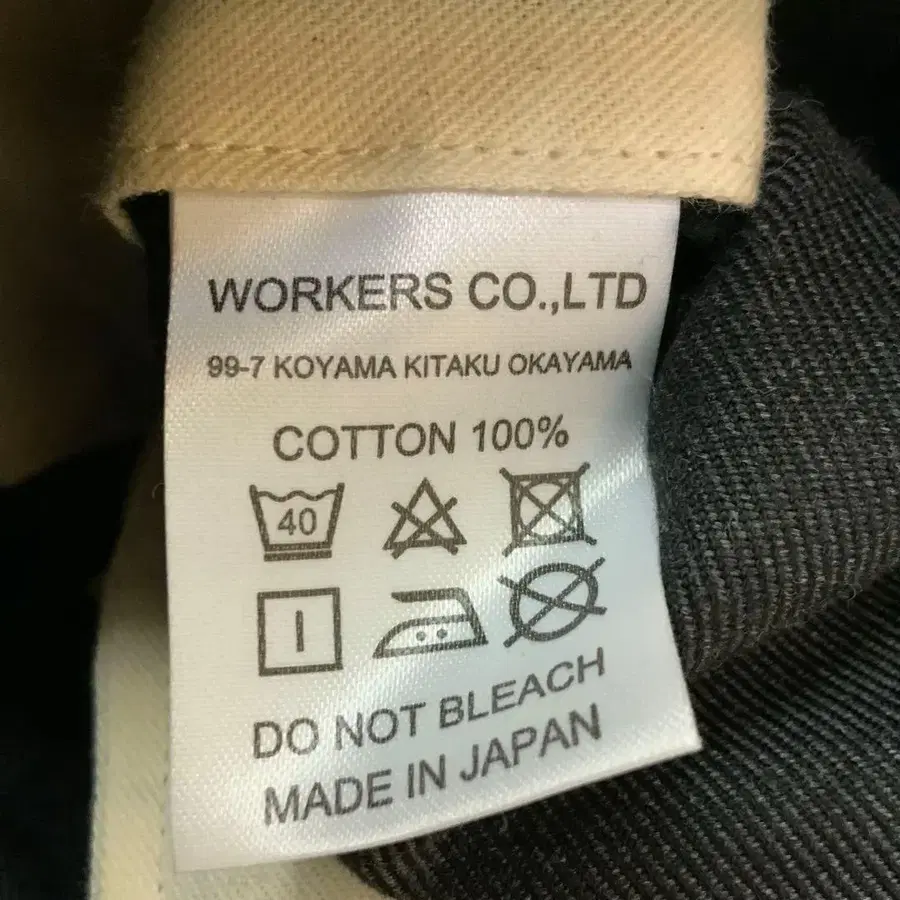 WORKERS CO.,LTD
99-7 KOYAMA KITAKU OKAYAMA
COTTON 100%
40
DO NOT BLEACH
MADE IN JAPAN